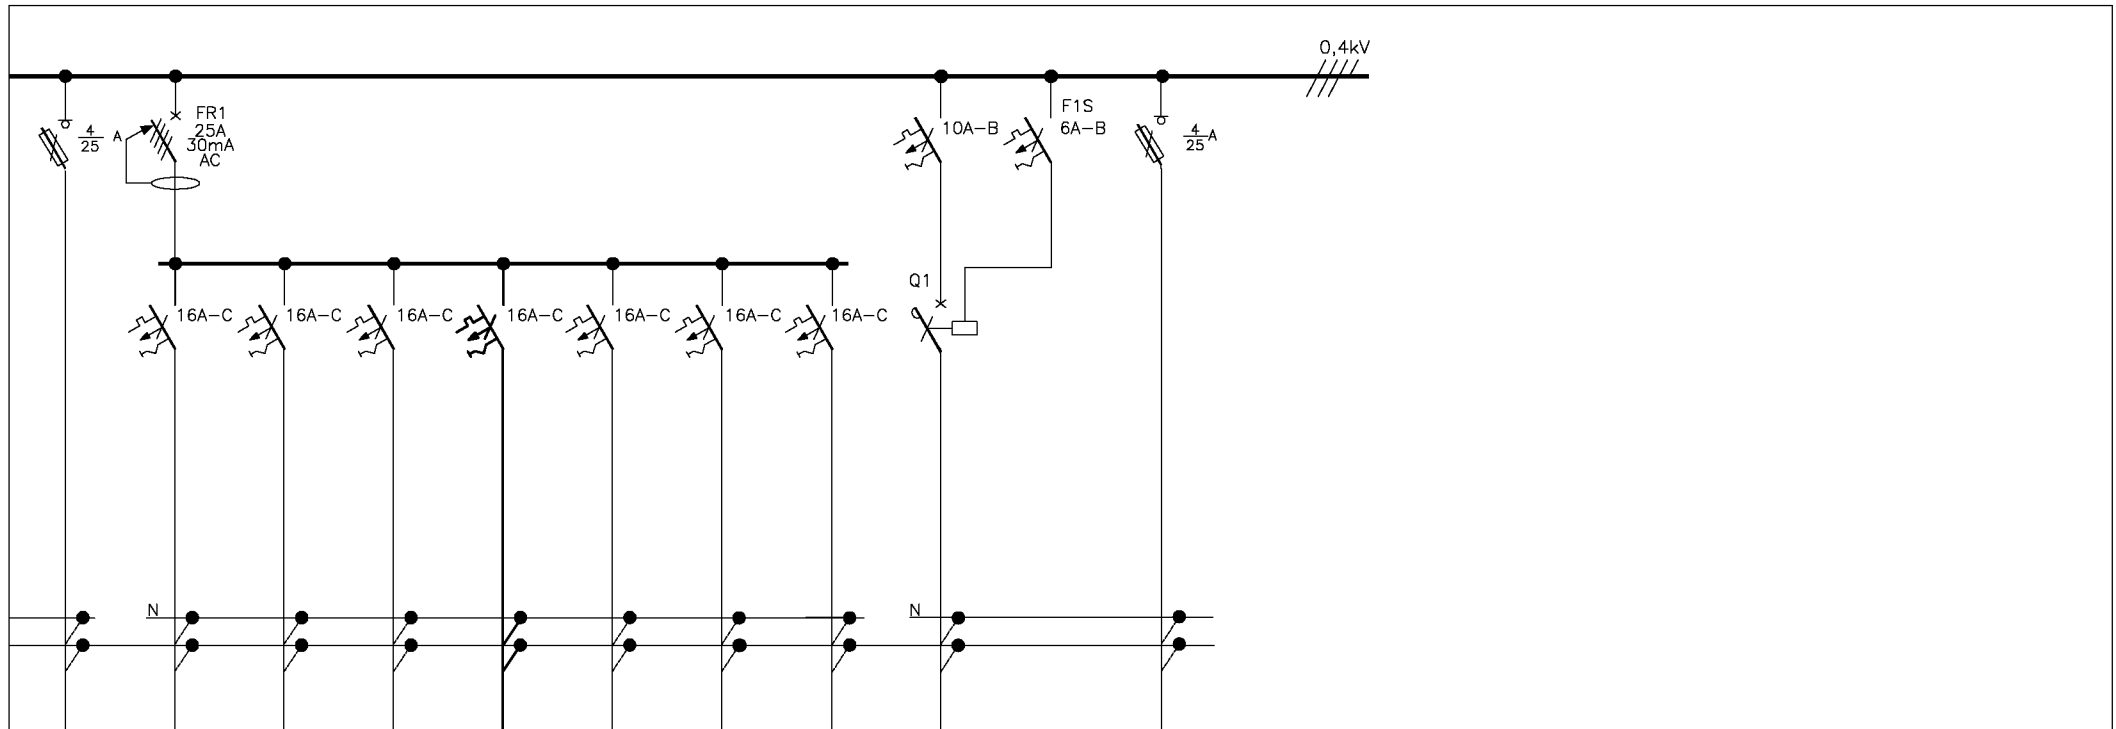 0,4kV
FR1
25A
30mA
AC
4
25
A
10A-B
F1S
6A-B
4
25
A
Q1
16A-C
16A-C
16A-C
16A-C
16A-C
16A-C
16A-C
N
N